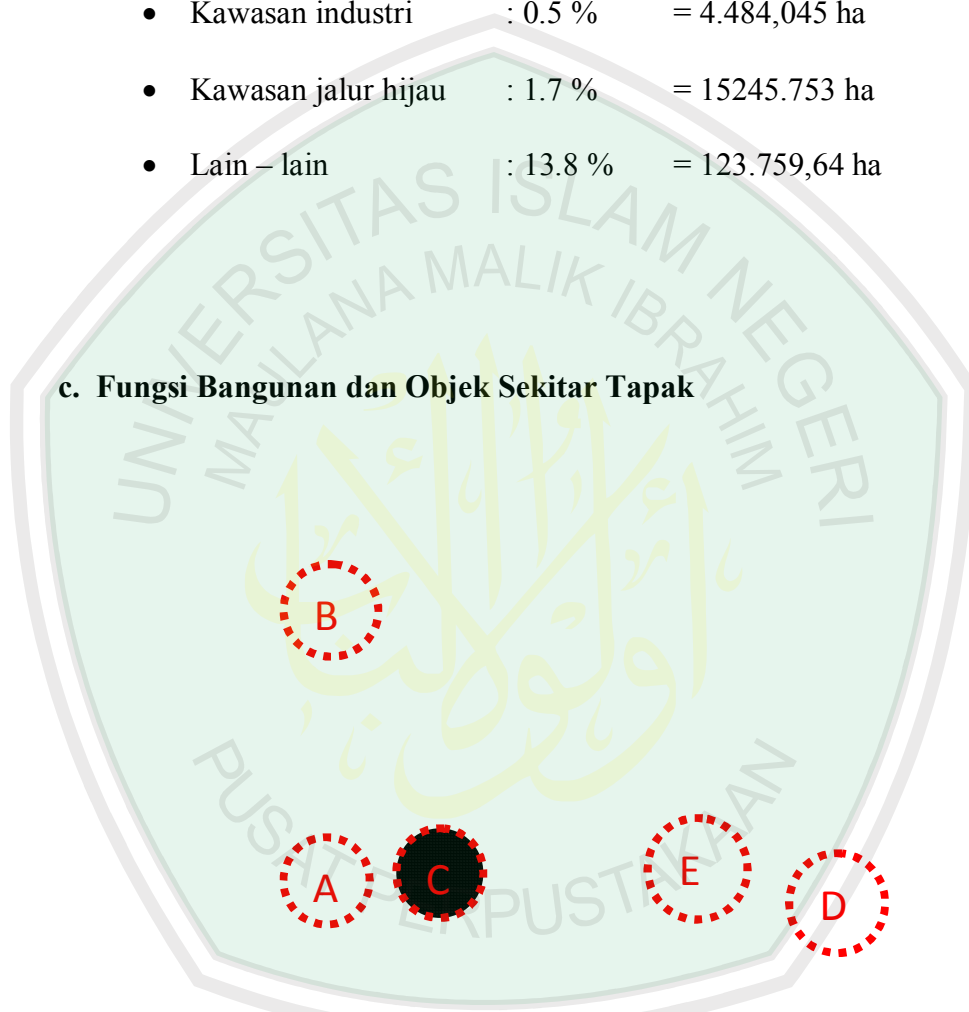 • Kawasan industri : 0.5 % = 4.484,045 ha
• Kawasan jalur hijau : 1.7 % = 15245.753 ha
• Lain – lain : 13.8 % = 123.759,64 ha
UNIVERSITAS ISLAM NEGERI
MAULANA MALIK IBRAHIM
c. Fungsi Bangunan dan Objek Sekitar Tapak
B
A
C
E
D
PUSAT PERPUSTAKAAN